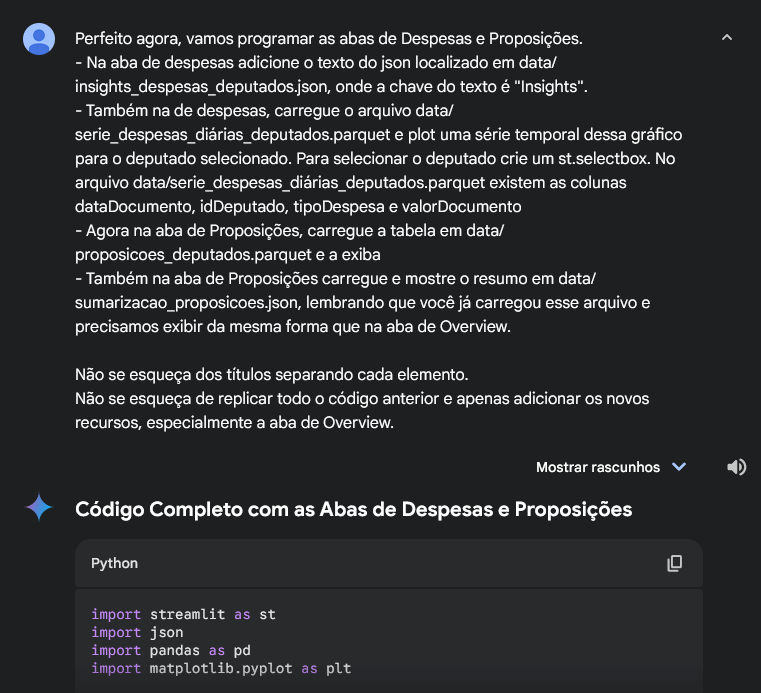 Perfeito agora, vamos programar as abas de Despesas e Proposições.
- Na aba de despesas adicione o texto do json localizado em data/
insights_despesas_deputados.json, onde a chave do texto é "Insights".
- Também na de despesas, carregue o arquivo data/
serie_despesas_diárias_deputados.parquet e plot uma série temporal dessa gráfico
para o deputado selecionado. Para selecionar o deputado crie um st.selectbox. No
arquivo data/serie_despesas_diárias_deputados.parquet existem as colunas
dataDocumento, idDeputado, tipoDespesa e valorDocumento
- Agora na aba de Proposições, carregue a tabela em data/
proposicoes_deputados.parquet e a exiba
- Também na aba de Proposições carregue e mostre o resumo em data/
sumarizacao_proposicoes.json, lembrando que você já carregou esse arquivo e
precisamos exibir da mesma forma que na aba de Overview.
Não se esqueça dos títulos separando cada elemento.
Não se esqueça de replicar todo o código anterior e apenas adicionar os novos
recursos, especialmente a aba de Overview.
Mostrar rascunhos
Código Completo com as Abas de Despesas e Proposições
Python
import streamlit as st
import json
import pandas as pd
import matplotlib.pyplot as plt